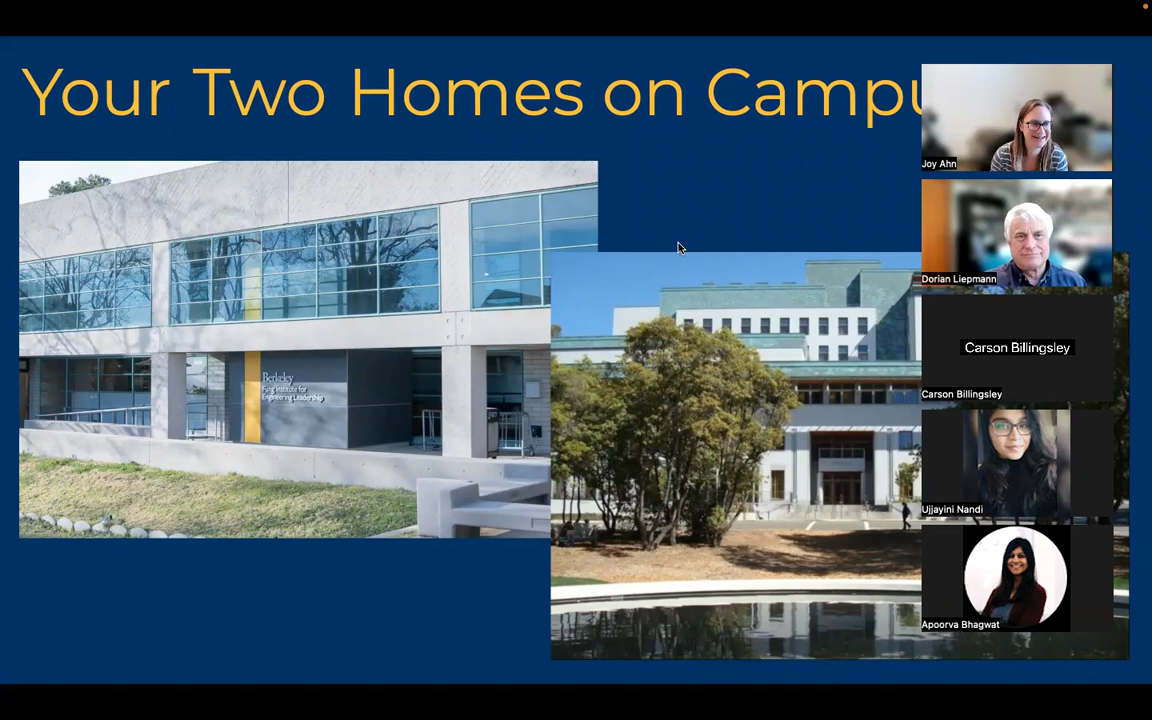 Your Two Homes on Campu
Joy Ahn
Dorian Liepmann
Berkeley
Fung Institute for
Engineering Leadership
Carson Billingsley
Carson Billingsley
Ujjayini Nandi
Apoorva Bhagwat